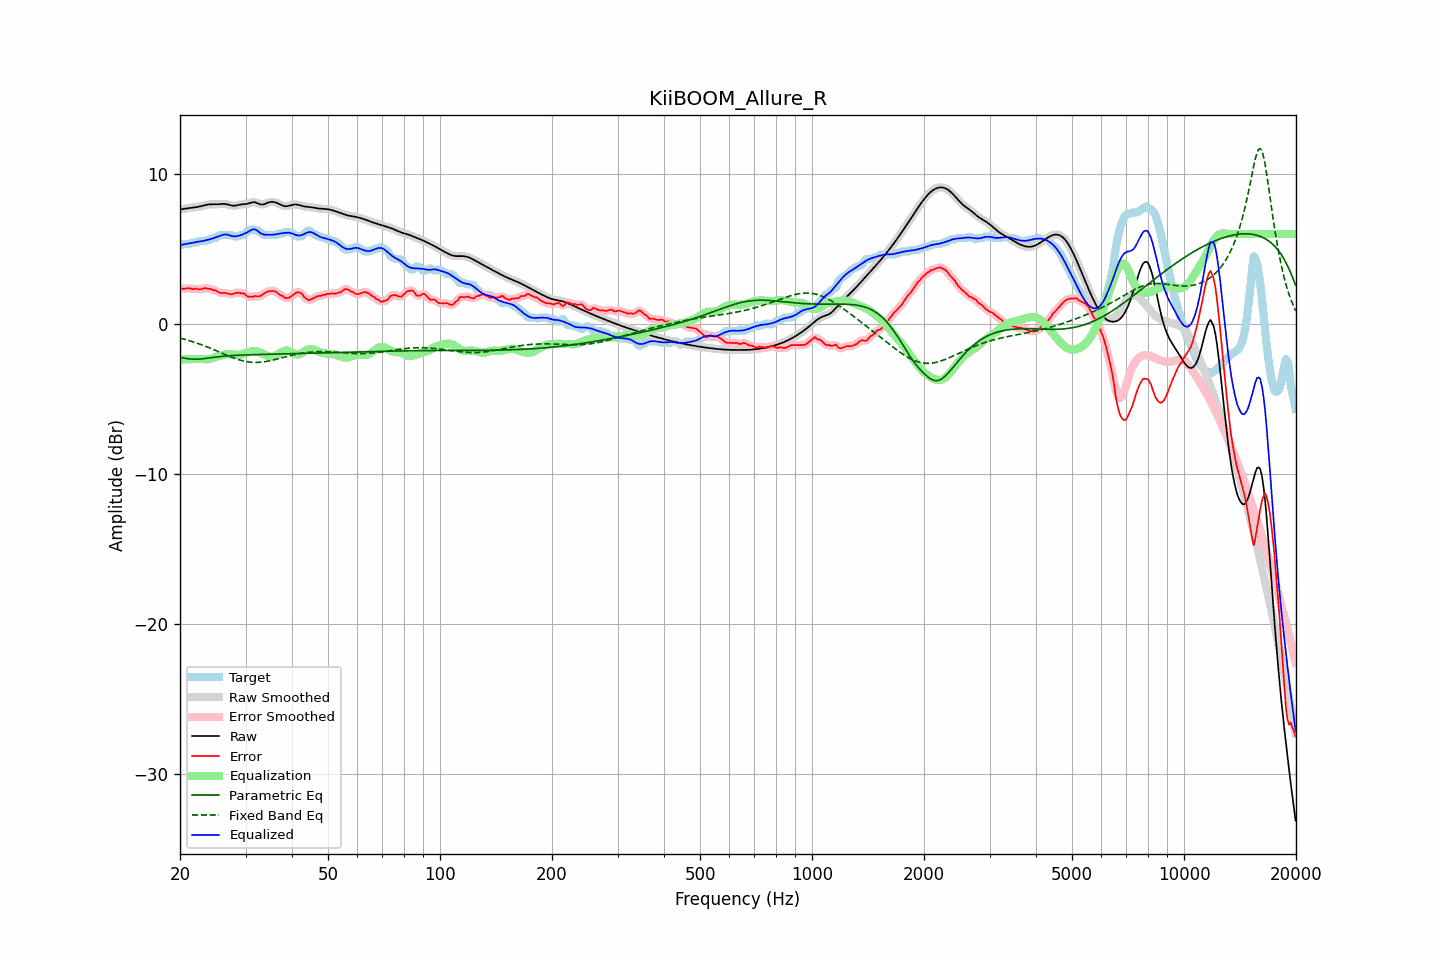 KiiBOOM_Allure_R
10
0
−10
−20
−30
Amplitude (dBr)
Target
Raw Smoothed
Error Smoothed
Raw
Error
Equalization
Parametric Eq
Fixed Band Eq
Equalized
20 50 100 200 500 1000 2000 5000 10000 20000
Frequency (Hz)